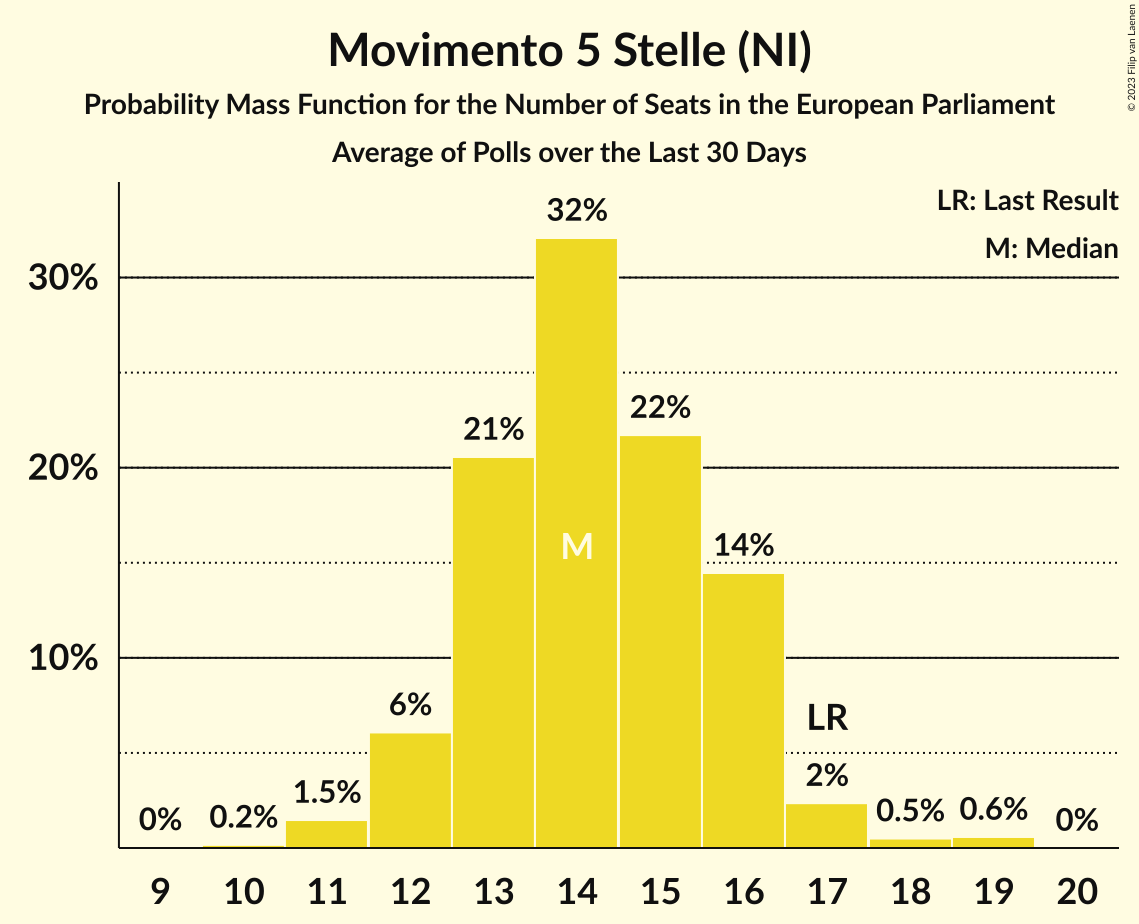 Movimento 5 Stelle (NI)
Probability Mass Function for the Number of Seats in the European Parliament
Average of Polls over the Last 30 Days
© 2023 Filip van Laenen
LR: Last Result
M: Median
30%
20%
10%
0%
0.2%
1.5%
6%
21%
32%
M
22%
14%
LR
2%
0.5%
0.6%
0%
9 10 11 12 13 14 15 16 17 18 19 20